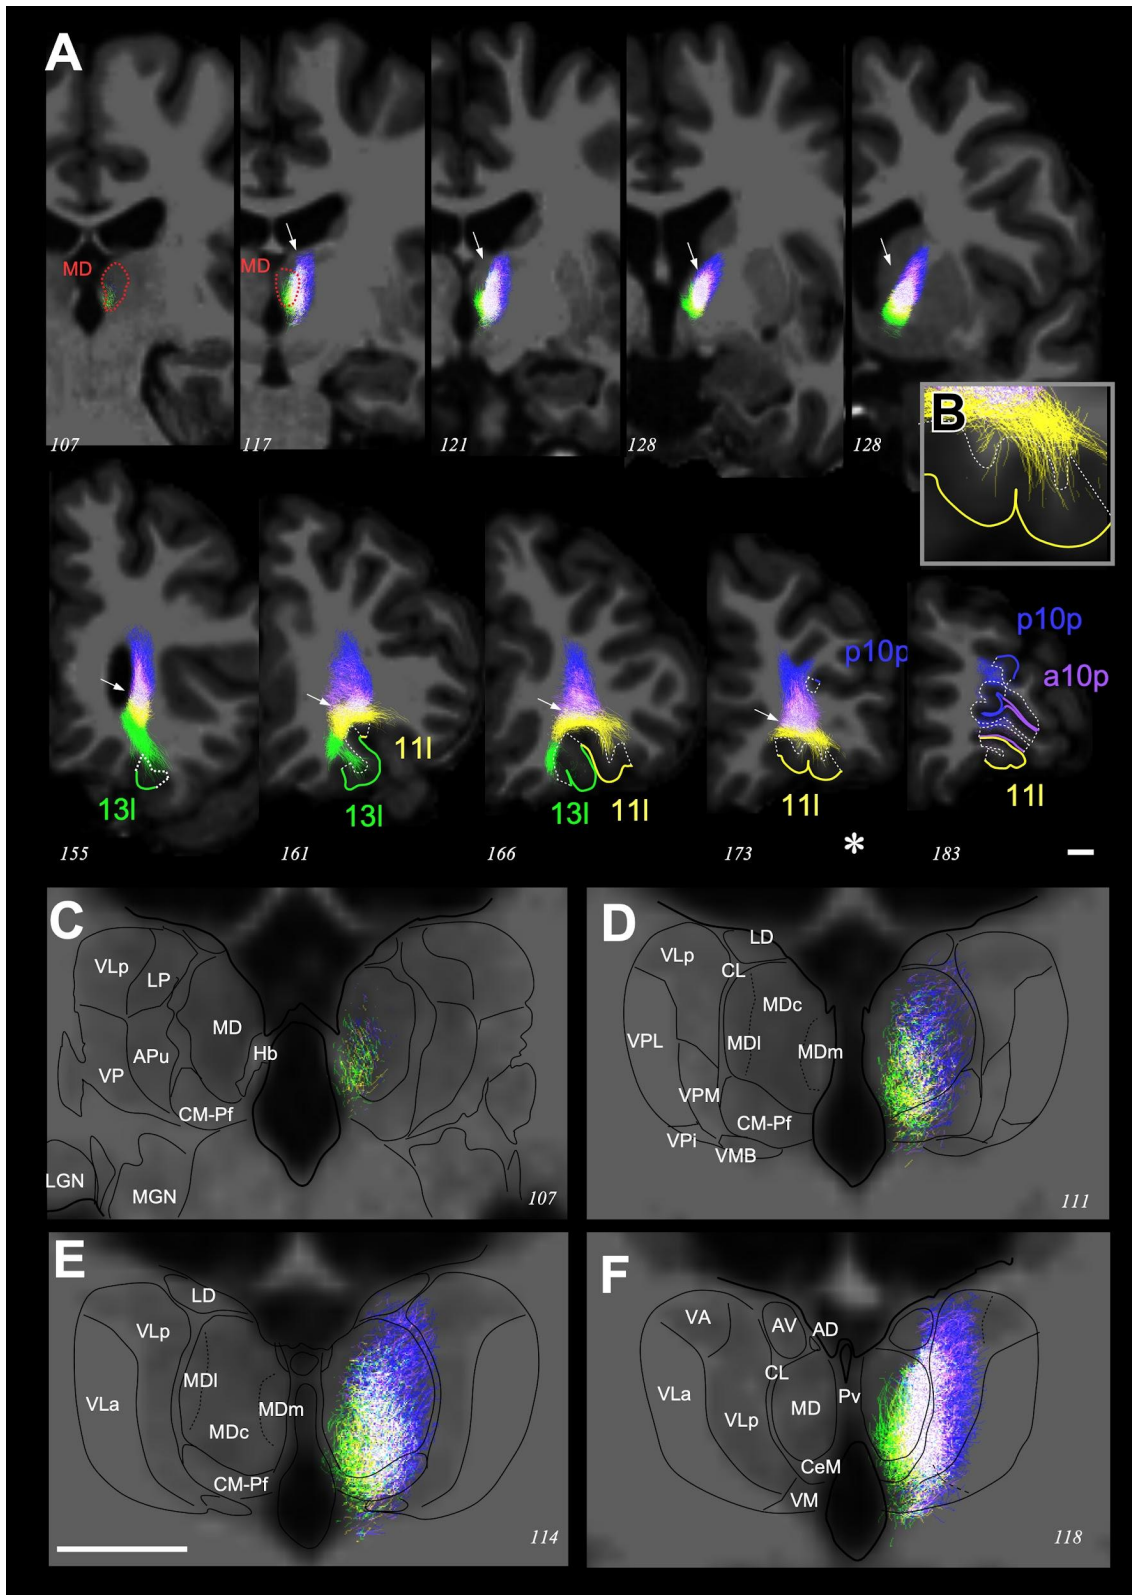 A
MD
MD
107
117
121
128
128
B
p10p
p10p
a10p
11l
13l
13l
13l
11l
11l
11l
155
161
166
173
*
183
C
VLp
LP
MD
Hb
APu
VP
CM-Pf
LGN
MGN
107
D
LD
VLp
CL
MDc
VPL
MDl
MDm
VPM
CM-Pf
VPi
VMB
111
E
LD
VLp
MDl
MDm
VLa
MDc
CM-Pf
114
F
VA
AV
AD
CL
Pv
VLa
MD
VLp
CeM
VM
118